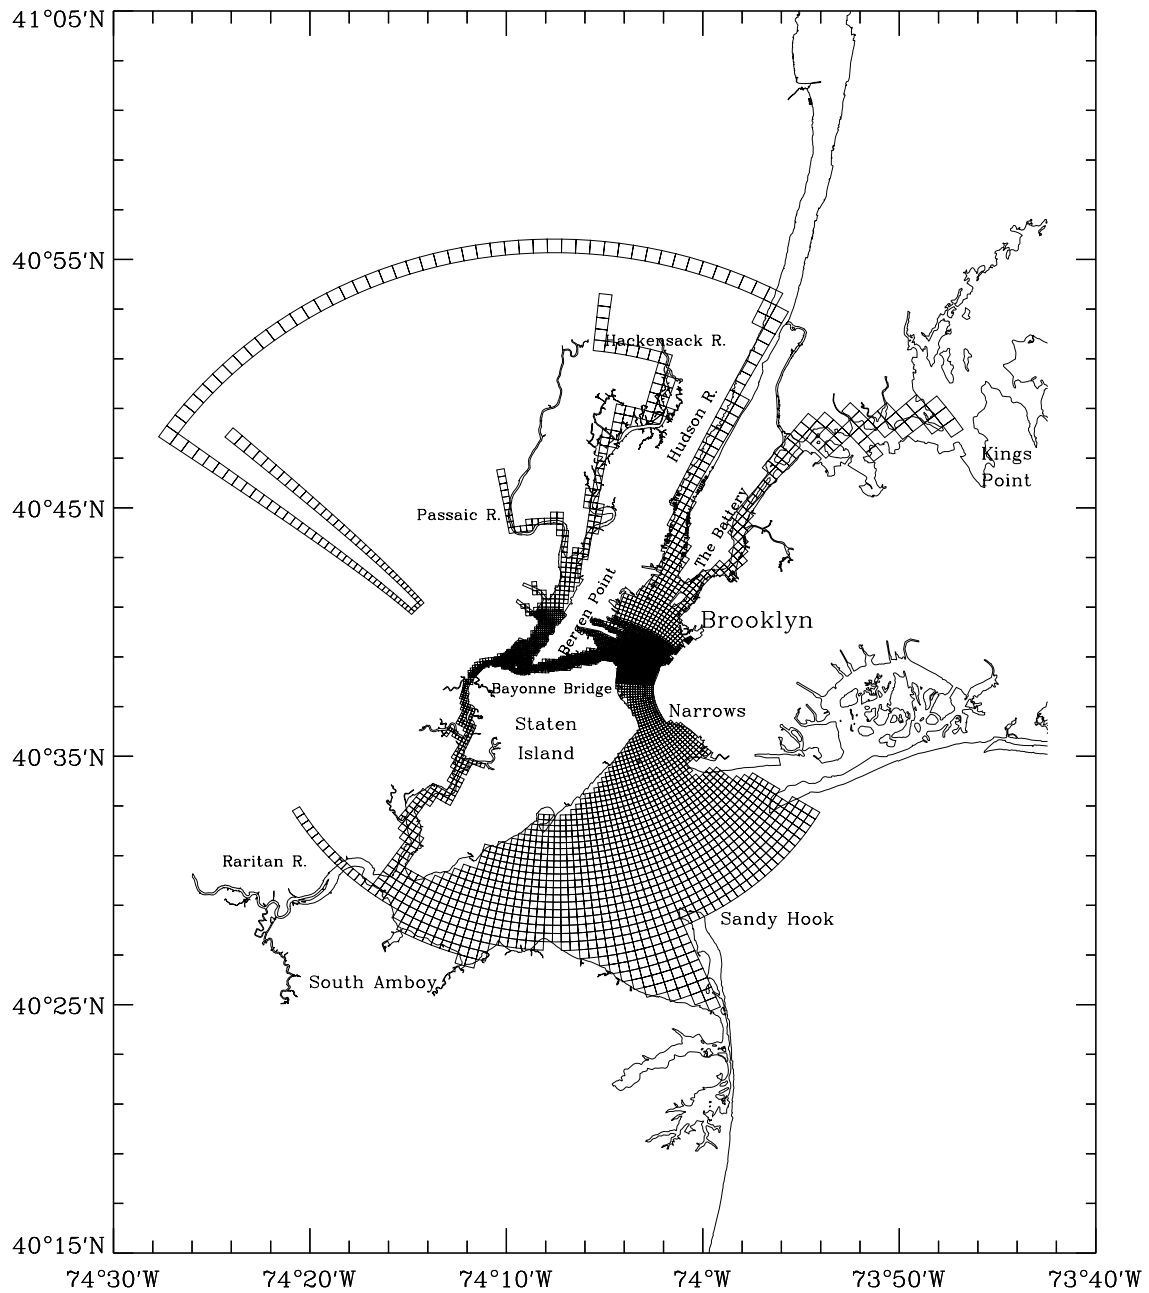 41°05'N
40°55'N
Hackensack R.
Hudson R.
Kings
Point
40°45'N
Passaic R.
The Battery
Bergen Point
Brooklyn
Bayonne Bridge
Narrows
Staten
Island
40°35'N
Raritan R.
Sandy Hook
South Amboy
40°25'N
40°15'N
74°30'W
74°20'W
74°10'W
74°W
73°50'W
73°40'W